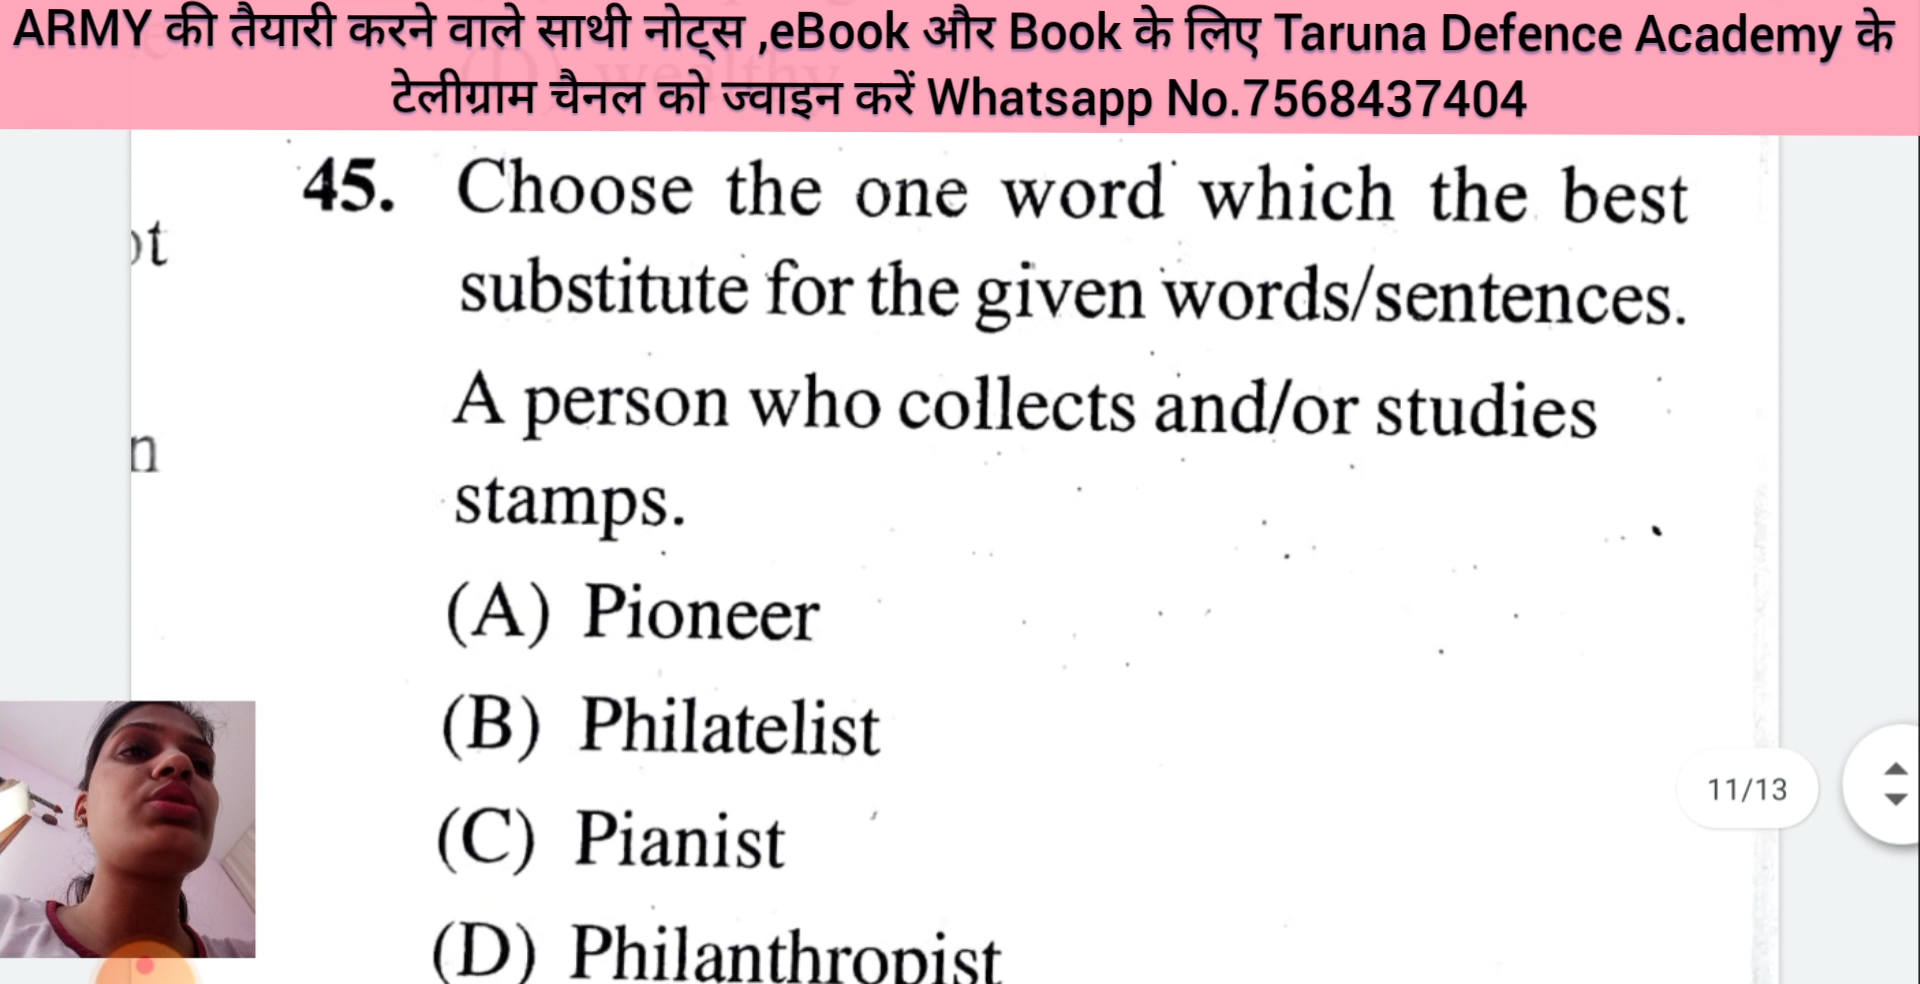 ARMY की तैयारी करने वाले साथी नोट्स ,eBook और Book के लिए Taruna Defence Academy के
टेलीग्राम चैनल को ज्वाइन करें Whatsapp No.7568437404
45. Choose the one word which the best
substitute for the given words/sentences.
A person who collects and/or studies
stamps.
(A) Pioneer
(B) Philatelist
(C) Pianist
(D) Philanthropist
11/13